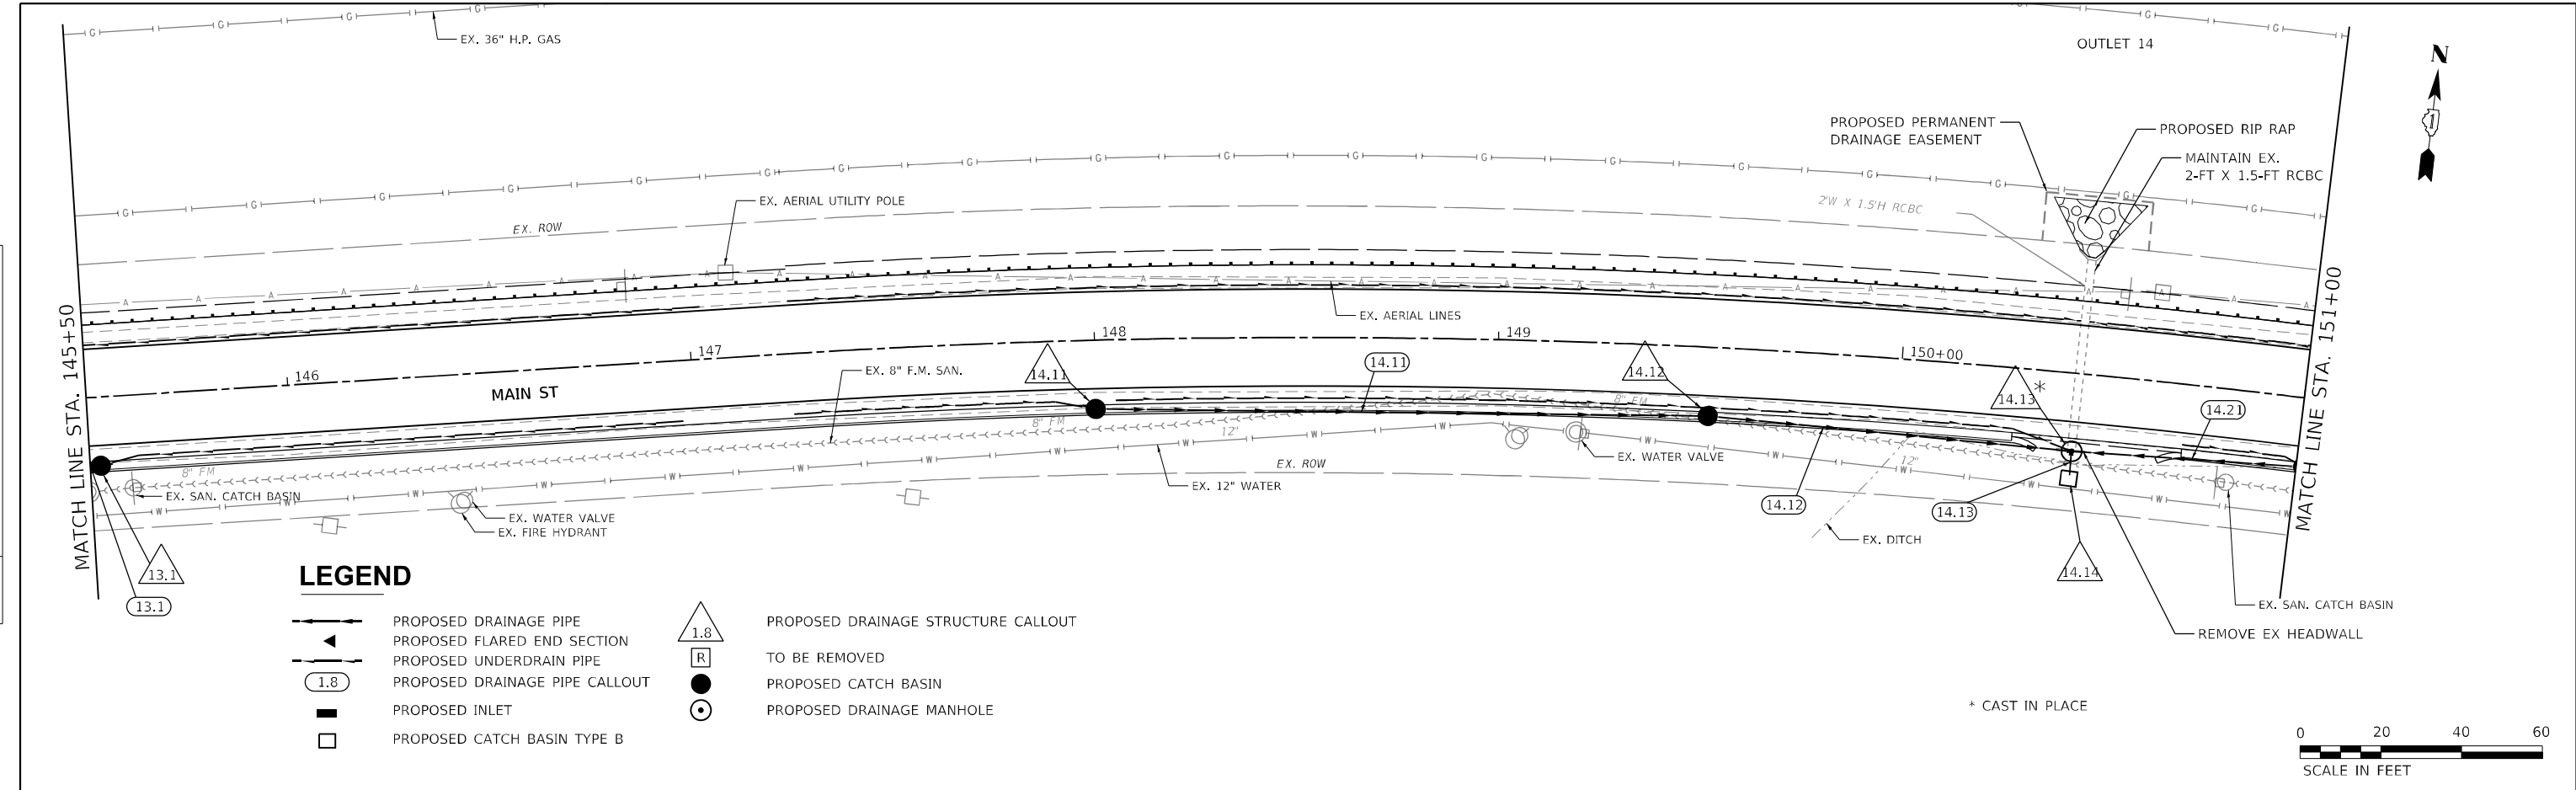 EX. 36" H.P. GAS
OUTLET 14
N
1
PROPOSED PERMANENT
DRAINAGE EASEMENT
PROPOSED RIP RAP
MAINTAIN EX.
2-FT X 1.5-FT RCBC
2'W X 1.5'H RCBC
EX. AERIAL UTILITY POLE
EX. ROW
EX. AERIAL LINES
MATCH LINE STA. 145+50
MATCH LINE STA. 151+00
146
147
148
149
150+00
MAIN ST
EX. 8" F.M. SAN.
14.11
14.11
14.12
14.13
*
14.21
8" FM
8" FM
8" FM
12"
12"
EX. SAN. CATCH BASIN
EX. WATER VALVE
EX. FIRE HYDRANT
EX. 12" WATER
EX. ROW
EX. WATER VALVE
14.12
14.13
EX. DITCH
14.14
13.1
13.1
EX. SAN. CATCH BASIN
REMOVE EX HEADWALL
LEGEND
PROPOSED DRAINAGE PIPE
PROPOSED FLARED END SECTION
PROPOSED UNDERDRAIN PIPE
1.8 PROPOSED DRAINAGE PIPE CALLOUT
PROPOSED INLET
PROPOSED CATCH BASIN TYPE B
1.8 PROPOSED DRAINAGE STRUCTURE CALLOUT
R TO BE REMOVED
PROPOSED CATCH BASIN
PROPOSED DRAINAGE MANHOLE
* CAST IN PLACE
0 20 40 60
SCALE IN FEET